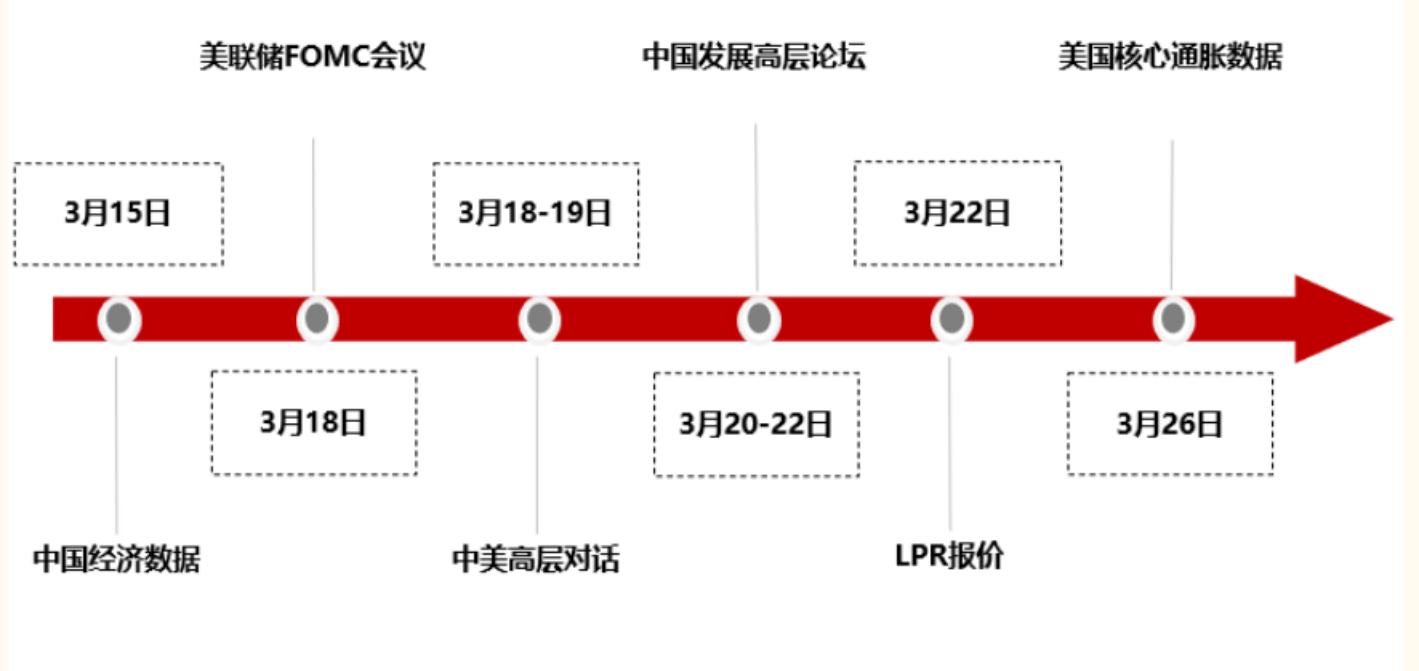 美联储FOMC会议
中国发展高层论坛
美国核心通胀数据
3月15日
3月18-19日
3月22日
3月18日
3月20-22日
3月26日
中国经济数据
中美高层对话
LPR报价